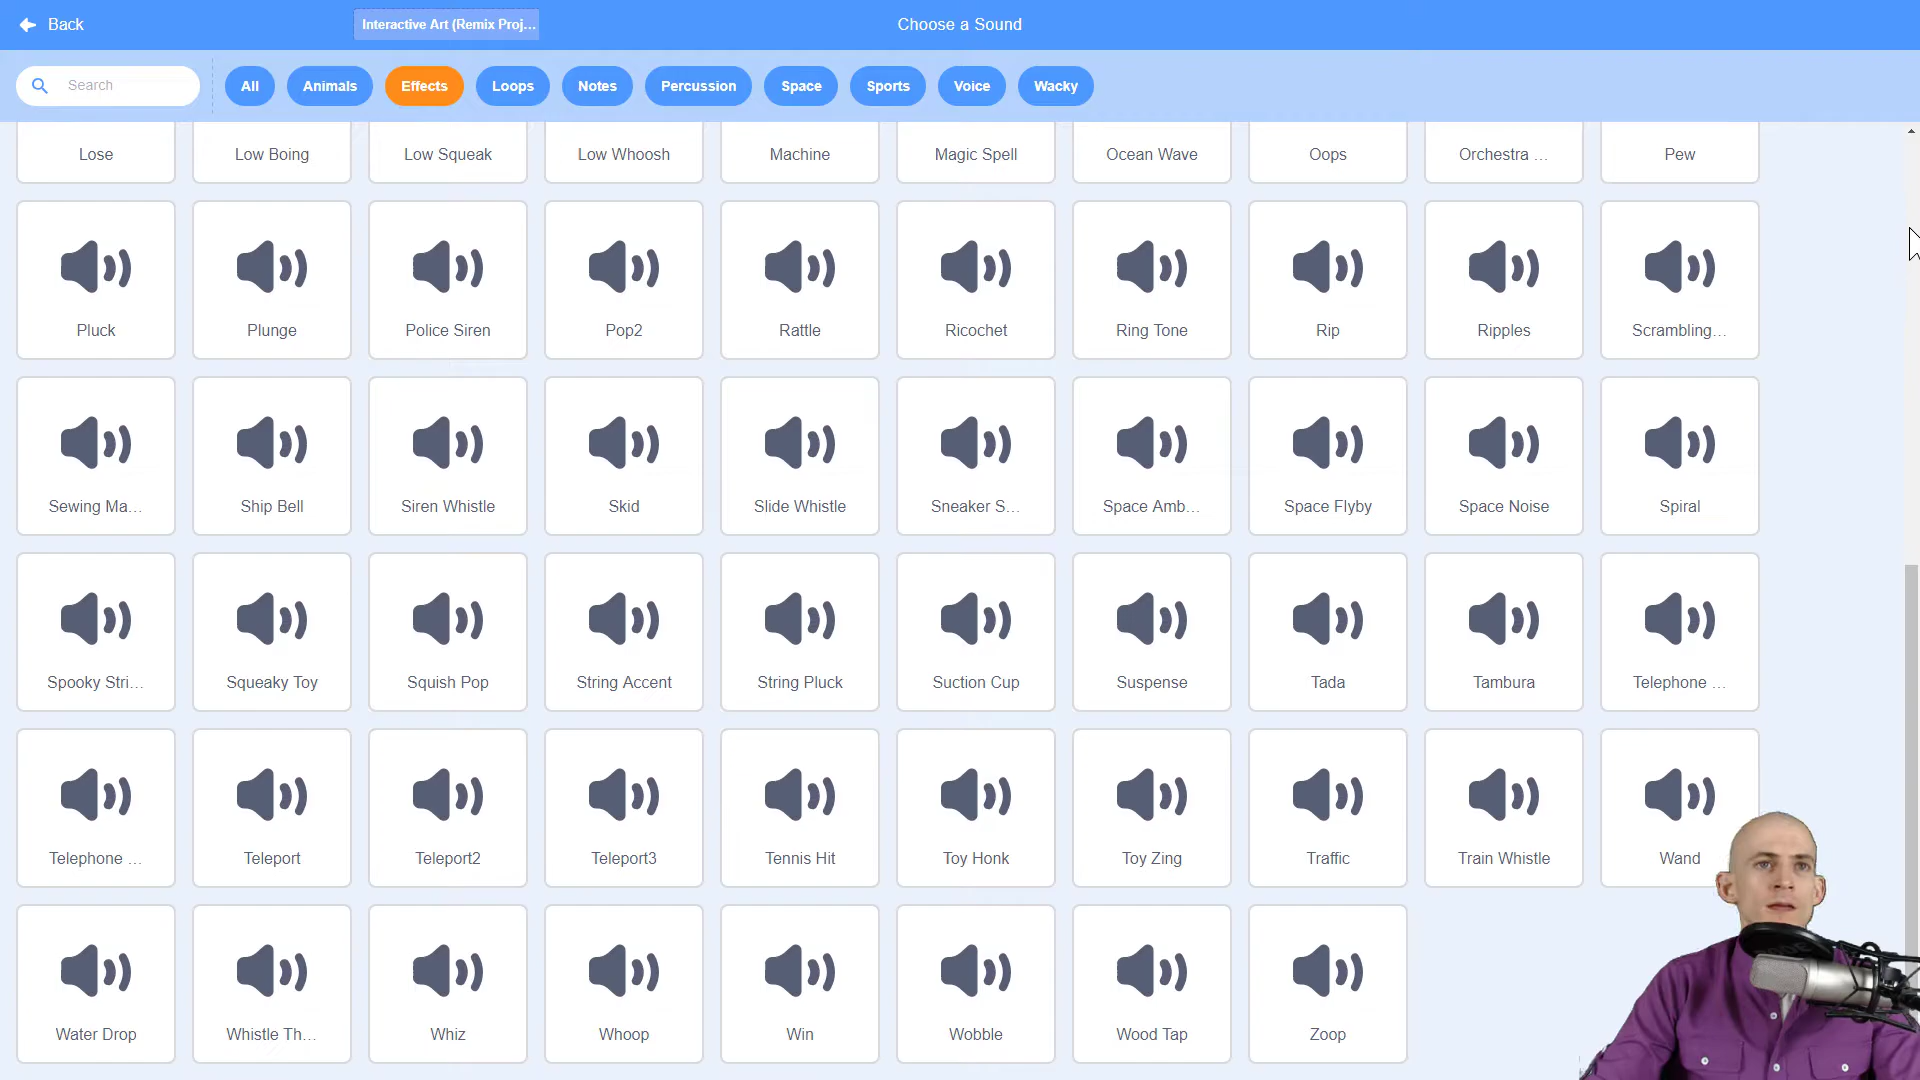 Back
Interactive Art (Remix Proj...
Choose a Sound
Search
All Animals Effects Loops Notes Percussion Space Sports Voice Wacky
Lose Low Boing Low Squeak Low Whoosh Machine Magic Spell Ocean Wave Oops Orchestra ... Pew
Pluck Plunge Police Siren Pop2 Rattle Ricochet Ring Tone Rip Ripples Scrambling...
Sewing Ma... Ship Bell Siren Whistle Skid Slide Whistle Sneaker S... Space Amb... Space Flyby Space Noise Spiral
Spooky Stri... Squeaky Toy Squish Pop String Accent String Pluck Suction Cup Suspense Tada Tambura Telephone ...
Telephone ... Teleport Teleport2 Teleport3 Tennis Hit Toy Honk Toy Zing Traffic Train Whistle Wand
Water Drop Whistle Th... Whiz Whoop Win Wobble Wood Tap Zoop